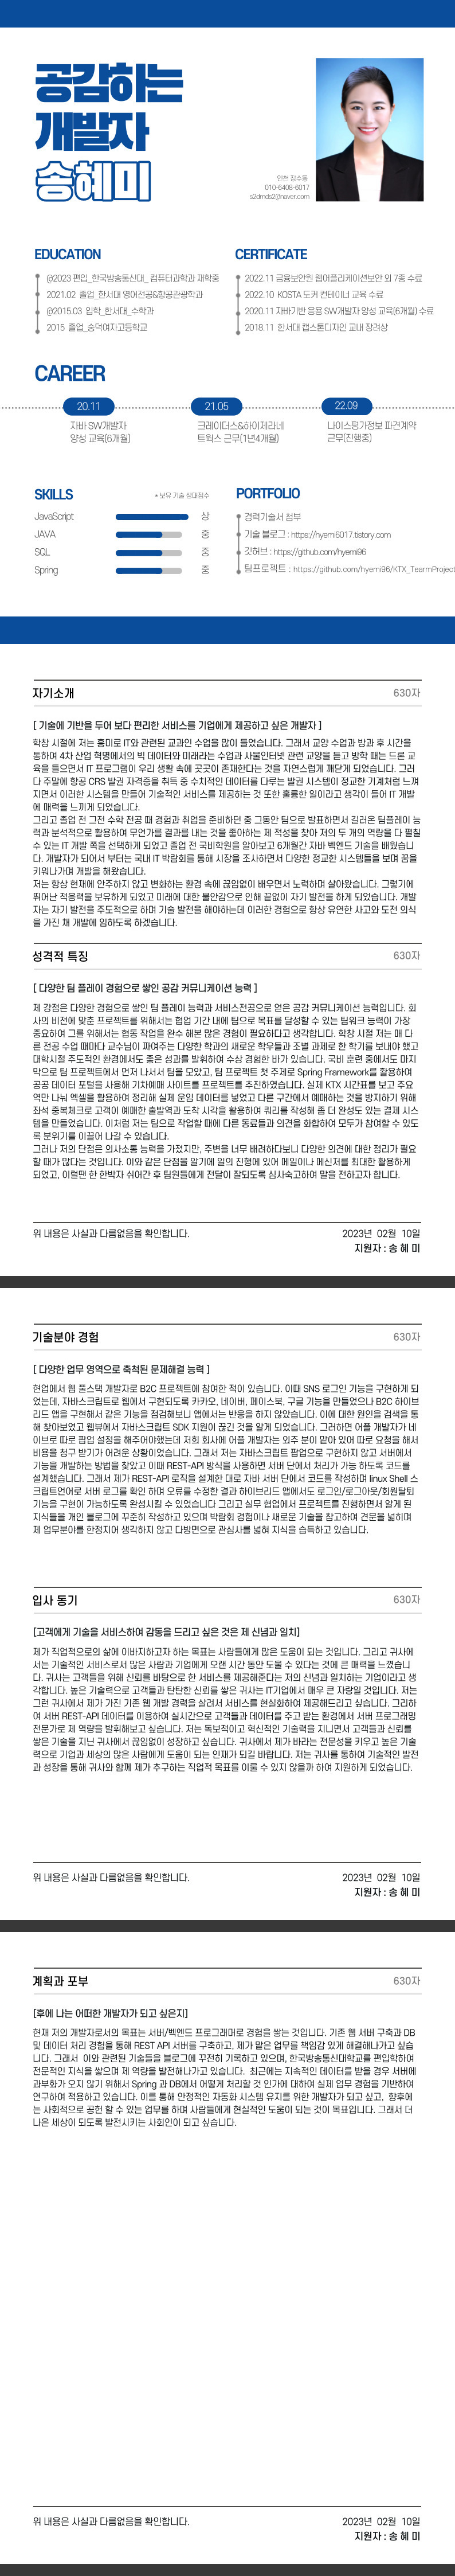 공감하는
개발자
송혜미
인천 장수동
010-6408-6017
s2dmds2@naver.com
EDUCATION
@2023 편입_한국방송통신대_ 컴퓨터과학과 재학중
2021.02 졸업_한서대 영어전공&항공관광학과
@2015.03 입학_한서대_수학과
2015 졸업_숭덕여자고등학교
CERTIFICATE
2022.11 금융보안원 웹어플리케이션보안 외 7종 수료
2022.10 KOSTA 도커 컨테이너 교육 수료
2020.11 자바기반 응용 SW개발자 양성 교육(6개월) 수료
2018.11 한서대 캡스톤디자인 교내 장려상
CAREER
20.11
21.05
22.09
자바 SW개발자
양성 교육(6개월)
크레이더스&하이제라네
트웍스 근무(1년4개월)
나이스평가정보 파견계약
근무(진행중)
SKILLS
* 보유 기술 상대점수
JavaScript 상
JAVA 중
SQL 중
Spring 중
PORTFOLIO
경력기술서 첨부
기술 블로그 : https://hyemi6017.tistory.com
깃허브 : https://github.com/hyemi96
팀프로젝트 : https://github.com/hyemi96/KTX_TearmProject
자기소개 630자
[ 기술에 기반을 두어 보다 편리한 서비스를 기업에게 제공하고 싶은 개발자 ]
학창 시절에 저는 흥미로 IT와 관련된 교과인 수업을 많이 들었습니다. 그래서 교양 수업과 방과 후 시간을
통하여 4차 산업 혁명에서의 빅 데이터와 미래라는 수업과 사물인터넷 관련 교양을 듣고 방학 때는 드론 교
육을 들으면서 IT 프로그램이 우리 생활 속에 곳곳이 존재한다는 것을 자연스럽게 깨닫게 되었습니다. 그러
다 주말에 항공 CRS 발권 자격증을 취득 중 수치적인 데이터를 다루는 발권 시스템이 정교한 기계처럼 느껴
지면서 이러한 시스템을 만들어 기술적인 서비스를 제공하는 것 또한 훌륭한 일이라고 생각이 들어 IT 개발
에 매력을 느끼게 되었습니다.
그리고 졸업 전 그전 수학 전공 때 경험과 취업을 준비하던 중 그동안 팀으로 발표하면서 길러온 팀플레이 능
력과 분석적으로 활용하여 무언가를 결과를 내는 것을 좋아하는 제 적성을 찾아 저의 두 개의 역량을 다 펼칠
수 있는 IT 개발 쪽을 선택하게 되었고 졸업 전 국비학원을 알아보고 6개월간 자바 백엔드 기술을 배웠습니
다. 개발자가 되어서 부터는 국내 IT 박람회를 통해 시장을 조사하면서 다양한 정교한 시스템들을 보며 꿈을
키워나가며 개발을 해왔습니다.
저는 항상 현재에 안주하지 않고 변화하는 환경 속에 끊임없이 배우면서 노력하며 살아왔습니다. 그렇기에
뛰어난 적응력을 보유하게 되었고 미래에 대한 불안감으로 인해 끝없이 자기 발전을 하게 되었습니다. 개발
자는 자기 발전을 주도적으로 하며 기술 발전을 해야하는데 이러한 경험으로 항상 유연한 사고와 도전 의식
을 가진 채 개발에 임하도록 하겠습니다.
성격적 특징 630자
[ 다양한 팀 플레이 경험으로 쌓인 공감 커뮤니케이션 능력 ]
제 강점은 다양한 경험으로 쌓인 팀 플레이 능력과 서비스전공으로 얻은 공감 커뮤니케이션 능력입니다. 회
사의 비전에 맞춘 프로젝트를 위해서는 협업 기간 내에 팀으로 목표를 달성할 수 있는 팀워크 능력이 가장
중요하며 그를 위해서는 협동 작업을 완수 해본 많은 경험이 필요하다고 생각합니다. 학창 시절 저는 매 다
른 전공 수업 때마다 교수님이 짜여주는 다양한 학과의 새로운 학우들과 조별 과제로 한 학기를 보내야 했고
대학시절 주도적인 환경에서도 좋은 성과를 발휘하여 수상 경험한 바가 있습니다. 국비 훈련 중에서도 마지
막으로 팀 프로젝트에서 먼저 나서서 팀을 모았고, 팀 프로젝트 첫 주제로 Spring Framework를 활용하여
공공 데이터 포털을 사용해 기차예매 사이트를 프로젝트를 추진하였습니다. 실제 KTX 시간표를 보고 주요
역만 나눠 엑셀을 활용하여 정리해 실제 운임 데이터를 넣었고 다른 구간에서 예매하는 것을 방지하기 위해
좌석 중복체크로 고객이 예매한 출발역과 도착 시각을 활용하여 쿼리를 작성해 좀 더 완성도 있는 결제 시스
템을 만들었습니다. 이처럼 저는 팀으로 작업할 때에 다른 동료들과 의견을 화합하여 모두가 참여할 수 있도
록 분위기를 이끌어 나갈 수 있습니다.
그러나 저의 단점은 의사소통 능력을 가졌지만, 주변을 너무 배려하다보니 다양한 의견에 대한 정리가 필요
할 때가 많다는 것입니다. 이와 같은 단점을 알기에 일의 진행에 있어 메일이나 메신저를 최대한 활용하게
되었고, 이럴땐 한 한박자 쉬어간 후 팀원들에게 전달이 잘되도록 심사숙고하여 말을 전하고자 합니다.
위 내용은 사실과 다름없음을 확인합니다. 2023년 02월 10일
지원자 : 송 혜 미
기술분야 경험 630자
[ 다양한 업무 영역으로 축척된 문제해결 능력 ]
현업에서 웹 풀스택 개발자로 B2C 프로젝트에 참여한 적이 있습니다. 이때 SNS 로그인 기능을 구현하게 되
었는데, 자바스크립트로 웹에서 구현되도록 카카오, 네이버, 페이스북, 구글 기능을 만들었으나 B2C 하이브
리드 앱을 구현해서 같은 기능을 점검해보니 앱에서는 반응을 하지 않았습니다. 이에 대한 원인을 검색을 통
해 찾아보였고 웹뷰에서 자바스크립트 SDK 지원이 끊긴 것을 알게 되었습니다. 그러하면 어플 개발자가 네
이브로 따로 팝업 설정을 해주어야했는데 저희 회사에 어플 개발자는 외주 분이 맡아 있어 따로 요청을 해서
비용을 청구 받기가 어려운 상황이었습니다. 그래서 저는 자바스크립트 팝업으로 구현하지 않고 서버에서
기능을 개발하는 방법을 찾았고 이때 REST-API 방식을 사용하면 서버 단에서 처리가 가능 하도록 코드를
설계했습니다. 그래서 제가 REST-API 로직을 설계한 대로 자바 서버 단에서 코드를 작성하며 linux Shell 스
크립트언어로 서버 로그를 확인 하며 오류를 수정한 결과 하이브리드 앱에서도 로그인/로그아웃/회원탈퇴
기능을 구현이 가능하도록 완성시킬 수 있었습니다 그리고 실무 협업에서 프로젝트를 진행하면서 알게 된
지식들을 개인 블로그에 꾸준히 작성하고 있으며 박람회 경험이나 새로운 기술을 참고하여 견문을 넓히며
제 업무분야를 한정지어 생각하지 않고 다방면으로 관심사를 넓혀 지식을 습득하고 있습니다.
입사 동기 630자
[고객에게 기술을 서비스하여 감동을 드리고 싶은 것은 제 신념과 일치]
제가 직업적으로의 삶에 이바지하고자 하는 목표는 사람들에게 많은 도움이 되는 것입니다. 그리고 귀사에
서는 기술적인 서비스로서 많은 사람과 기업에게 오랜 시간 동안 도울 수 있다는 것에 큰 매력을 느꼈습니
다. 귀사는 고객들을 위해 신뢰를 바탕으로 한 서비스를 제공해준다는 저의 신념과 일치하는 기업이라고 생
각합니다. 높은 기술력으로 고객들과 탄탄한 신뢰를 쌓은 귀사는 IT기업에서 매우 큰 자랑일 것입니다. 저는
그런 귀사에서 제가 가진 기존 웹 개발 경력을 살려서 서비스를 현실화하여 제공해드리고 싶습니다. 그리하
여 서버 REST-API 데이터를 이용하여 실시간으로 고객들과 데이터를 주고 받는 환경에서 서버 프로그래밍
전문가로 제 역량을 발휘해보고 싶습니다. 저는 독보적이고 혁신적인 기술력을 지니면서 고객들과 신뢰를
쌓은 기술을 지닌 귀사에서 끊임없이 성장하고 싶습니다. 귀사에서 제가 바라는 전문성을 키우고 높은 기술
력으로 기업과 세상의 많은 사람에게 도움이 되는 인재가 되길 바랍니다. 저는 귀사를 통하여 기술적인 발전
과 성장을 통해 귀사와 함께 제가 추구하는 직업적 목표를 이룰 수 있지 않을까 하여 지원하게 되었습니다.
위 내용은 사실과 다름없음을 확인합니다. 2023년 02월 10일
지원자 : 송 혜 미
계획과 포부 630자
[후에 나는 어떠한 개발자가 되고 싶은지]
현재 저의 개발자로서의 목표는 서버/벡엔드 프로그래머로 경험을 쌓는 것입니다. 기존 웹 서버 구축과 DB
및 데이터 처리 경험을 통해 REST API 서버를 구축하고, 제가 맡은 업무를 책임감 있게 해결해나가고 싶습
니다. 그래서 이와 관련된 기술들을 블로그에 꾸전히 기록하고 있으며, 한국방송통신대학교를 편입학하여
전문적인 지식을 쌓으며 제 역량을 발전해나가고 있습니다. 최근에는 지속적인 데이터를 받을 경우 서버에
과부화가 오지 않기 위해서 Spring 과 DB에서 어떻게 처리할 것 인가에 대하여 실제 업무 경험을 기반하여
연구하여 적용하고 있습니다. 이를 통해 안정적인 자동화 시스템 유지를 위한 개발자가 되고 싶고, 향후에
는 사회적으로 공헌 할 수 있는 업무를 하며 사람들에게 현실적인 도움이 되는 것이 목표입니다. 그래서 더
나은 세상이 되도록 발전시키는 사회인이 되고 싶습니다.
위 내용은 사실과 다름없음을 확인합니다. 2023년 02월 10일
지원자 : 송 혜 미